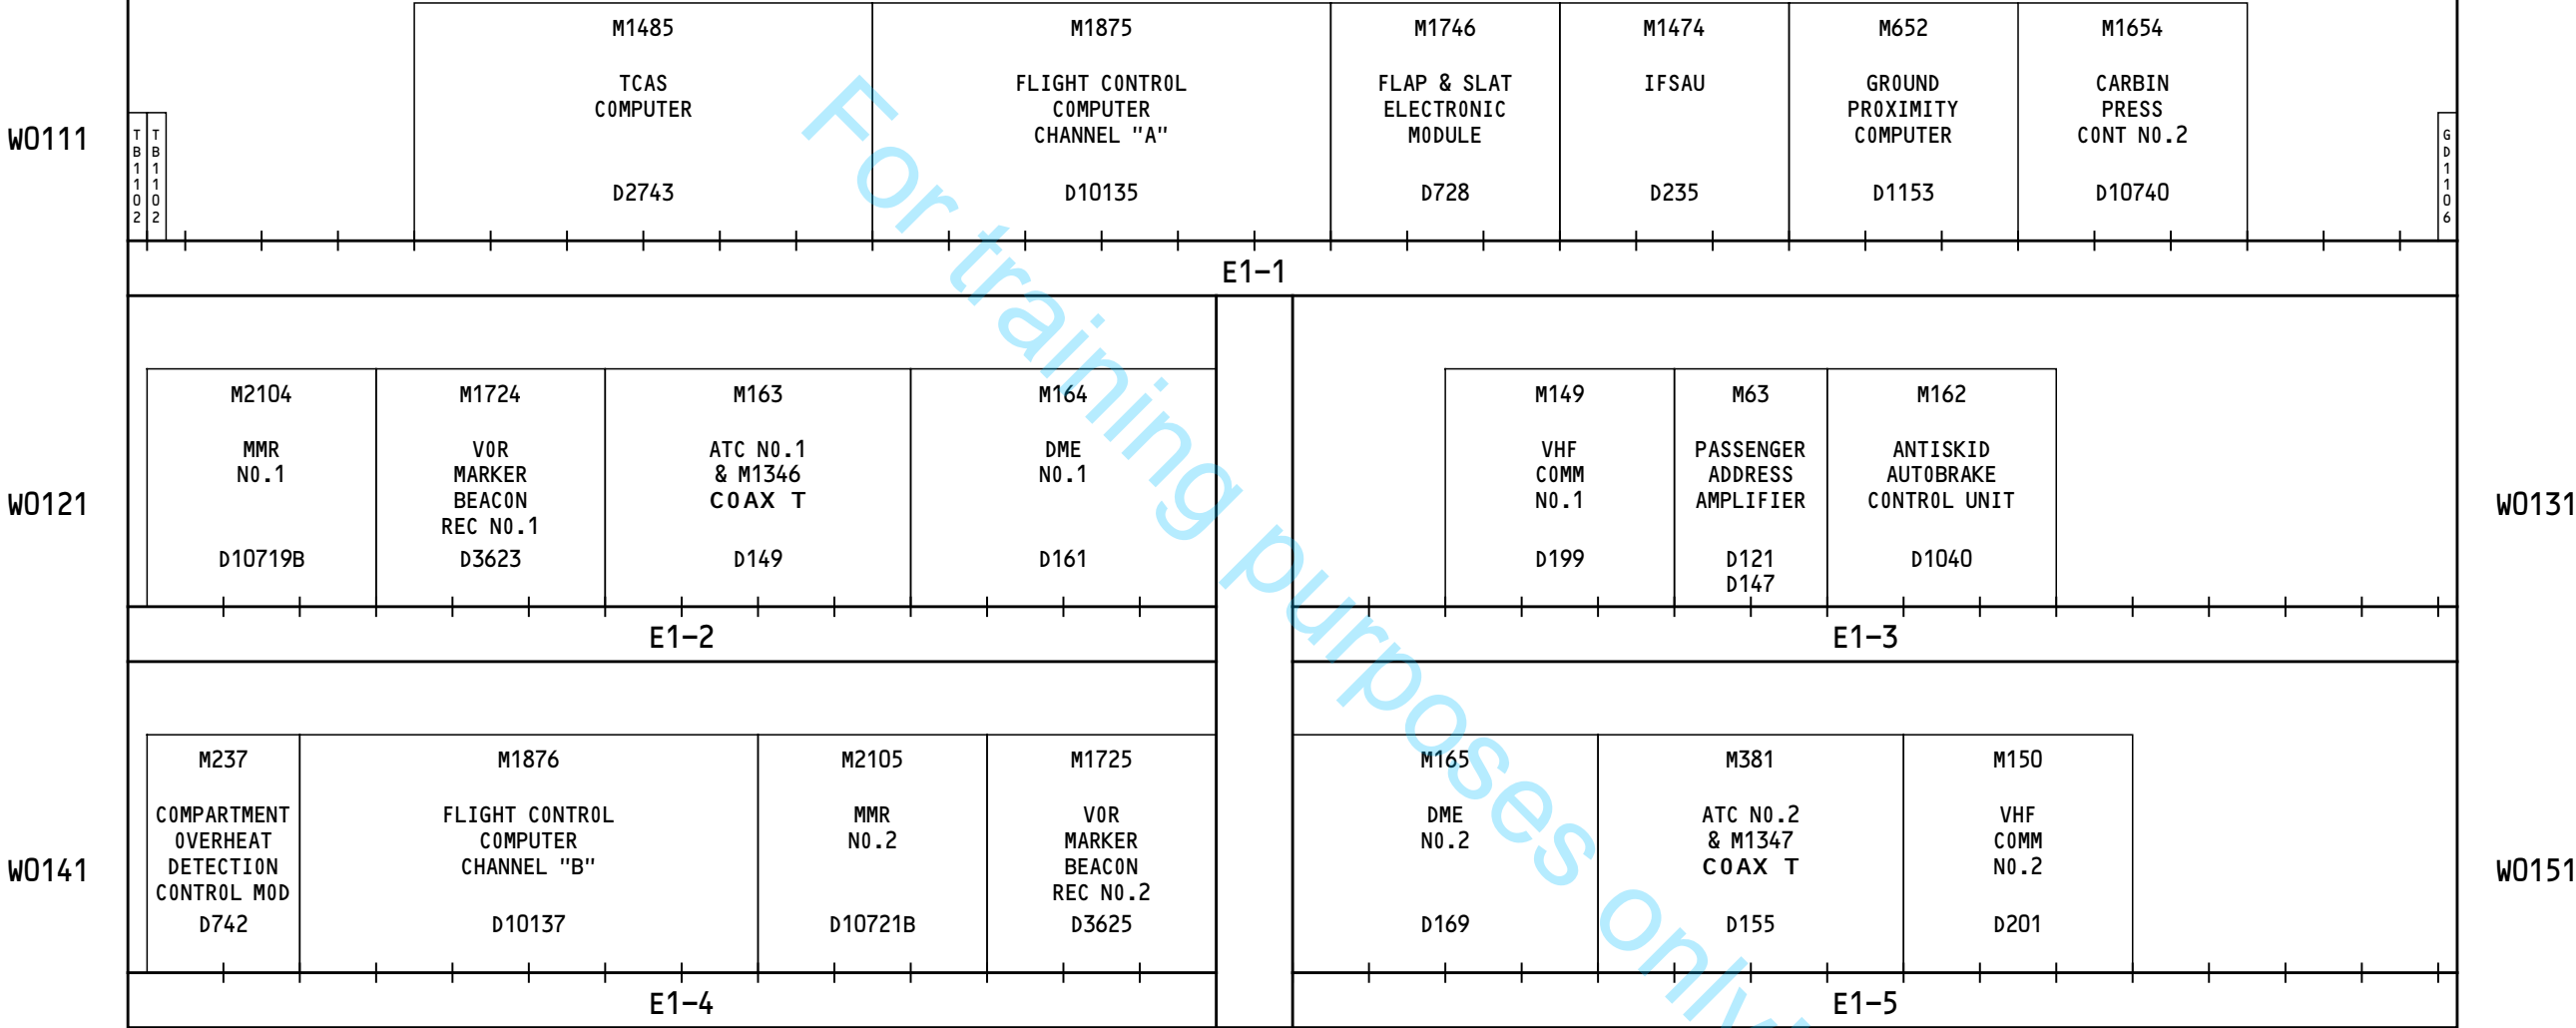 M1485
TCAS
COMPUTER
D2743
M1875
FLIGHT CONTROL
COMPUTER
CHANNEL "A"
D10135
M1746
FLAP & SLAT
ELECTRONIC
MODULE
D728
M1474
IFSAU
D235
M652
GROUND
PROXIMITY
COMPUTER
D1153
M1654
CARBIN
PRESS
CONT NO.2
D10740
W0111
TB1102
TB1102
GD1106
E1-1
W0121
M2104
MMR
NO.1
D10719B
M1724
VOR
MARKER
BEACON
REC NO.1
D3623
M163
ATC NO.1
& M1346
COAX T
D149
M164
DME
NO.1
D161
E1-2
M149
VHF
COMM
NO.1
D199
M63
PASSENGER
ADDRESS
AMPLIFIER
D121
D147
M162
ANTISKID
AUTOBRAKE
CONTROL UNIT
D1040
W0131
E1-3
W0141
M237
COMPARTMENT
OVERHEAT
DETECTION
CONTROL MOD
D742
M1876
FLIGHT CONTROL
COMPUTER
CHANNEL "B"
D10137
M2105
MMR
NO.2
D10721B
M1725
VOR
MARKER
BEACON
REC NO.2
D3625
E1-4
M165
DME
NO.2
D169
M381
ATC NO.2
& M1347
COAX T
D155
M150
VHF
COMM
NO.2
D201
W0151
E1-5
For training purposes only